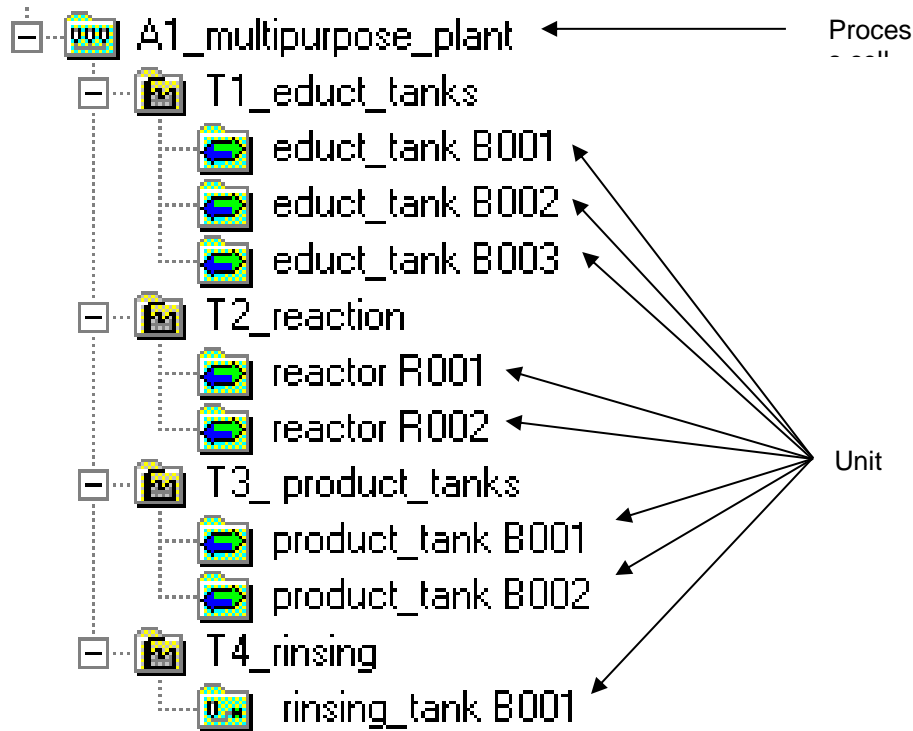 A1_multipurpose_plant
Proces
T1_educt_tanks
educt_tank B001
educt_tank B002
educt_tank B003
T2_reaction
reactor R001
reactor R002
Unit
T3_ product_tanks
product_tank B001
product_tank B002
T4_rinsing
rinsing_tank B001